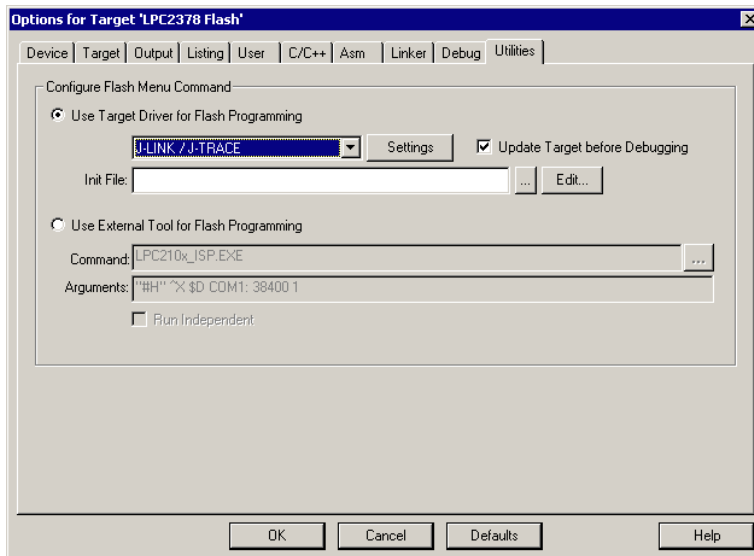 Options for Target 'LPC2378 Flash'
Device Target Output Listing User C/C++ Asm Linker Debug Utilities
Configure Flash Menu Command
Use Target Driver for Flash Programming
J-LINK / J-TRACE Settings Update Target before Debugging
Init File: ... Edit...
Use External Tool for Flash Programming
Command: LPC210x_ISP.EXE ...
Arguments: "#H" ^X $D COM1: 38400 1
Run Independent
OK Cancel Defaults Help